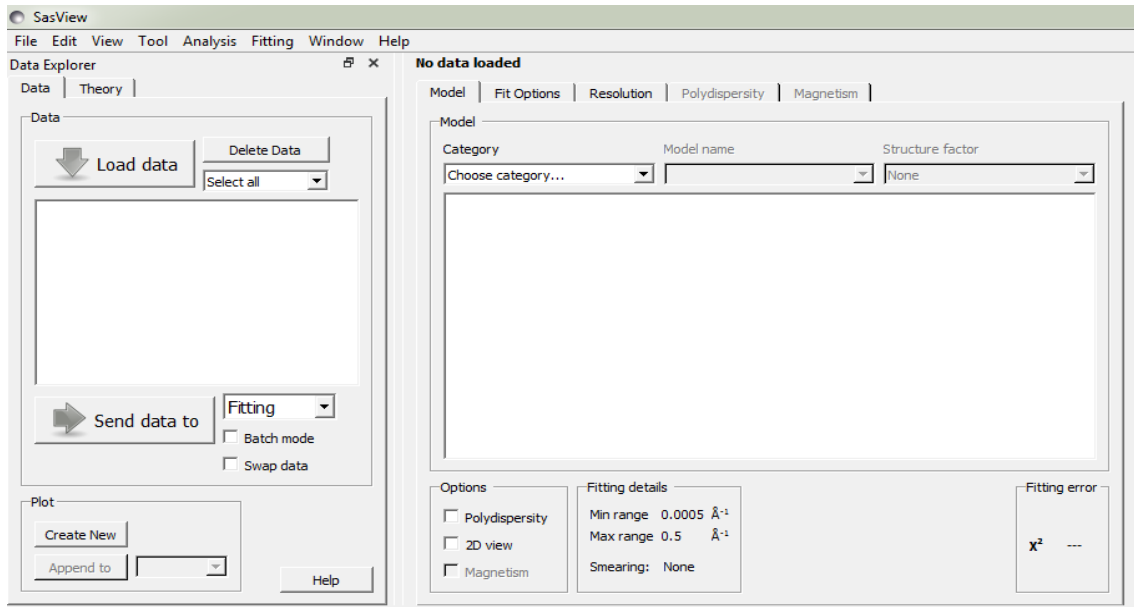 SasView
File Edit View Tool Analysis Fitting Window Help
Data Explorer
Data Theory
Data
Load data
Delete Data
Select all
Send data to
Fitting
Batch mode
Swap data
Plot
Create New
Append to
Help
No data loaded
Model Fit Options Resolution Polydispersity Magnetism
Model
Category Model name Structure factor
Choose category... None
Options
Polydispersity
2D view
Magnetism
Fitting details
Min range 0.0005 Å⁻¹
Max range 0.5 Å⁻¹
Smearing: None
Fitting error
χ² ---